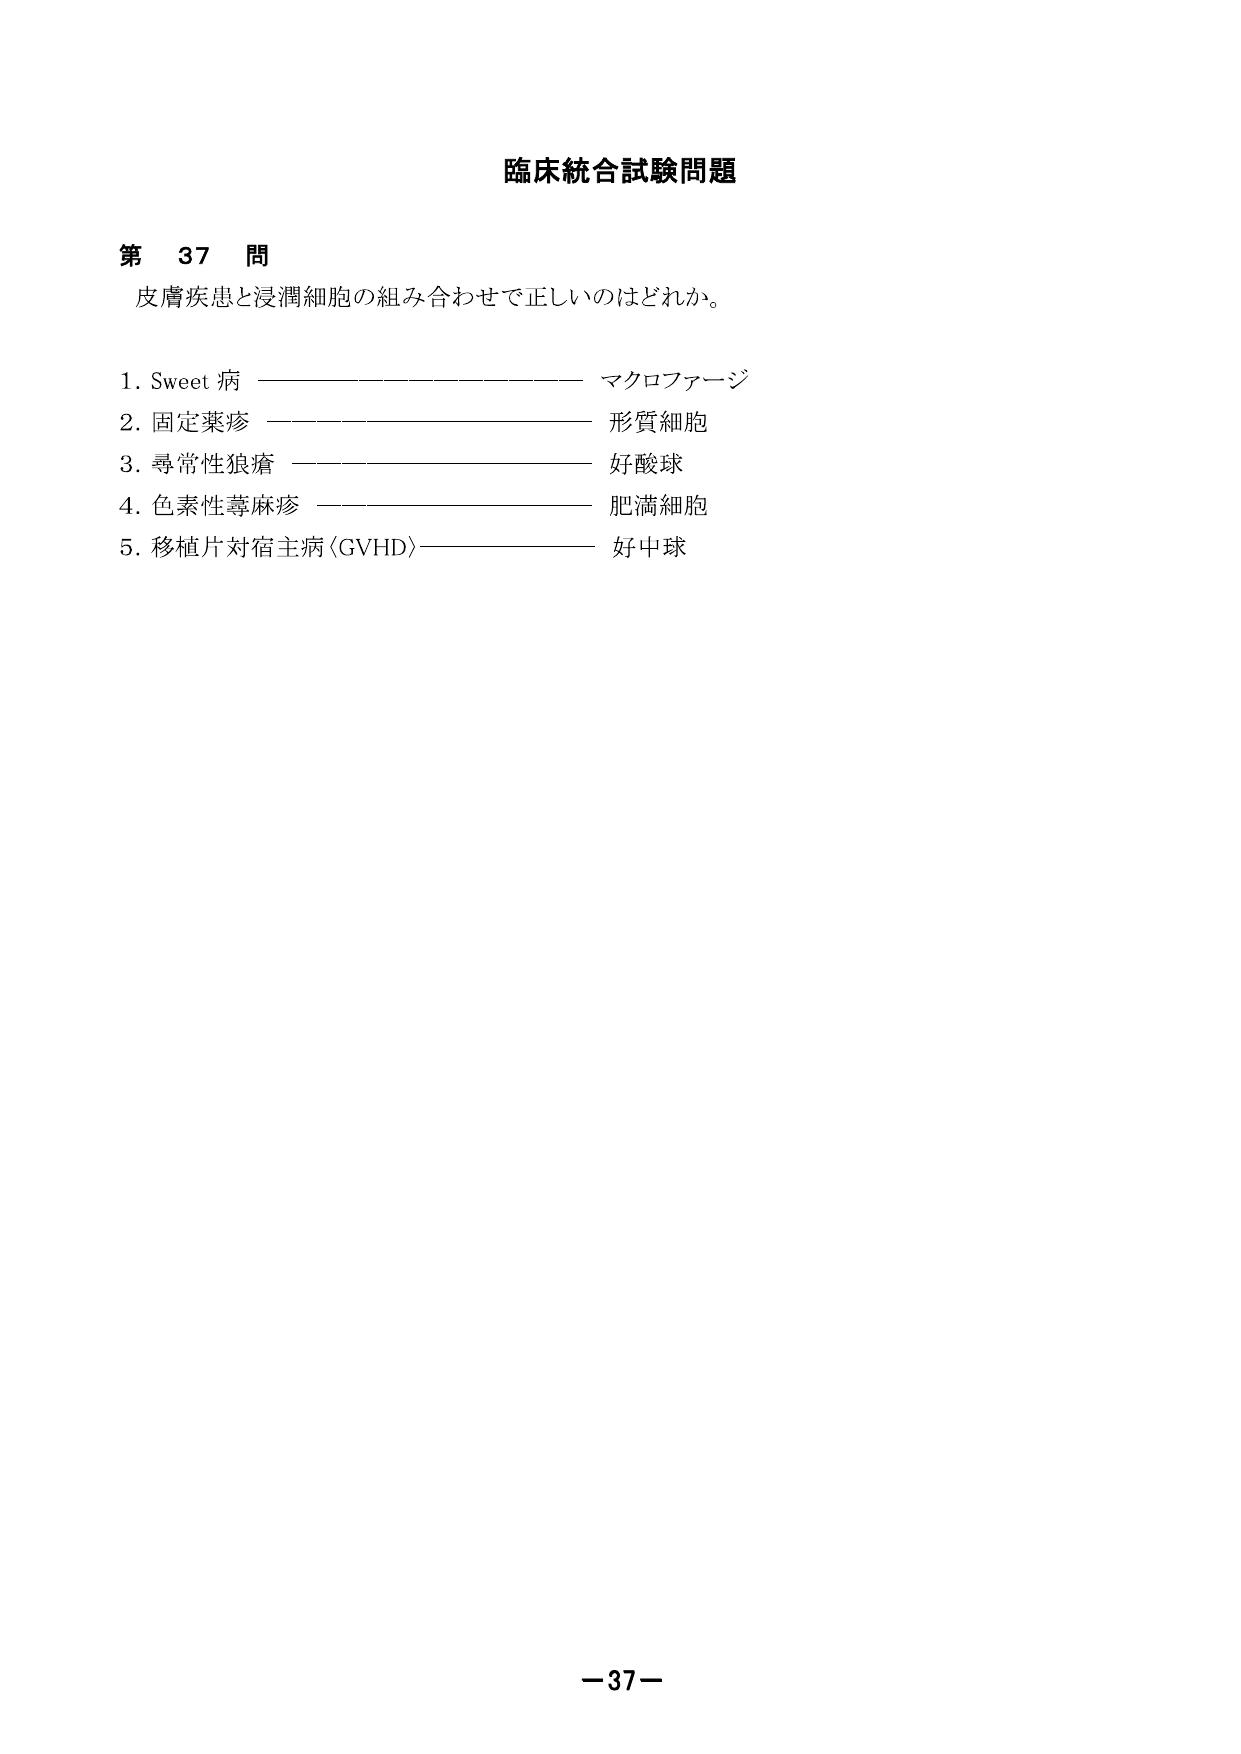 臨床統合試験問題
第 37 問
皮膚疾患と浸潤細胞の組み合わせで正しいのはどれか。
1. Sweet 病 ————————————— マクロファージ
2. 固定薬疹 ————————————— 形質細胞
3. 尋常性狼瘡 ———————————— 好酸球
4. 色素性蕁麻疹 ——————————— 肥満細胞
5. 移植片対宿主病〈GVHD〉——————— 好中球
—37—